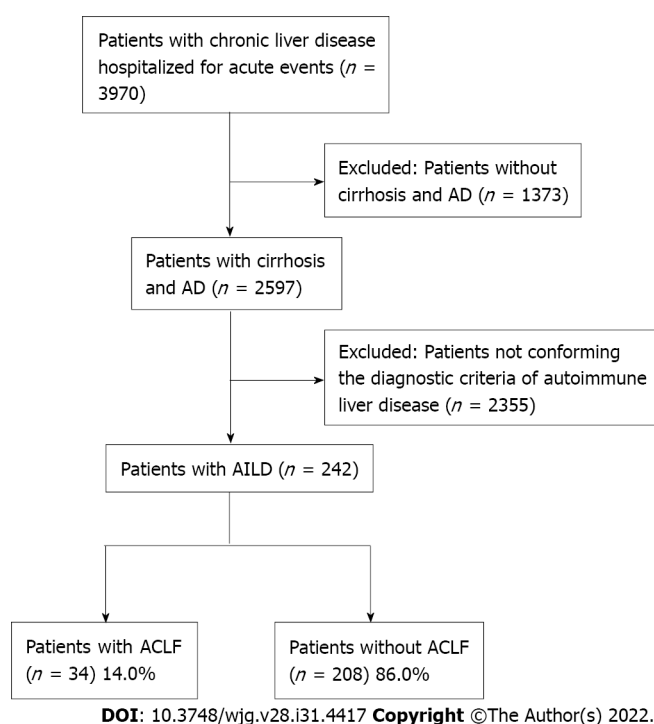 Patients with chronic liver disease
hospitalized for acute events (n =
3970)
Excluded: Patients without
cirrhosis and AD (n = 1373)
Patients with cirrhosis
and AD (n = 2597)
Excluded: Patients not conforming
the diagnostic criteria of autoimmune
liver disease (n = 2355)
Patients with AILD (n = 242)
Patients with ACLF
(n = 34) 14.0%
Patients without ACLF
(n = 208) 86.0%
DOI: 10.3748/wjg.v28.i31.4417 Copyright ©The Author(s) 2022.